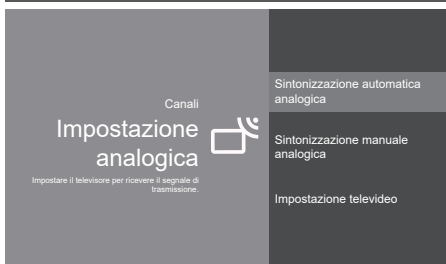 Canali
Impostazione
analogica
Impostare il televisore per ricevere il segnale di
trasmissione.
Sintonizzazione automatica
analogica
Sintonizzazione manuale
analogica
Impostazione televideo